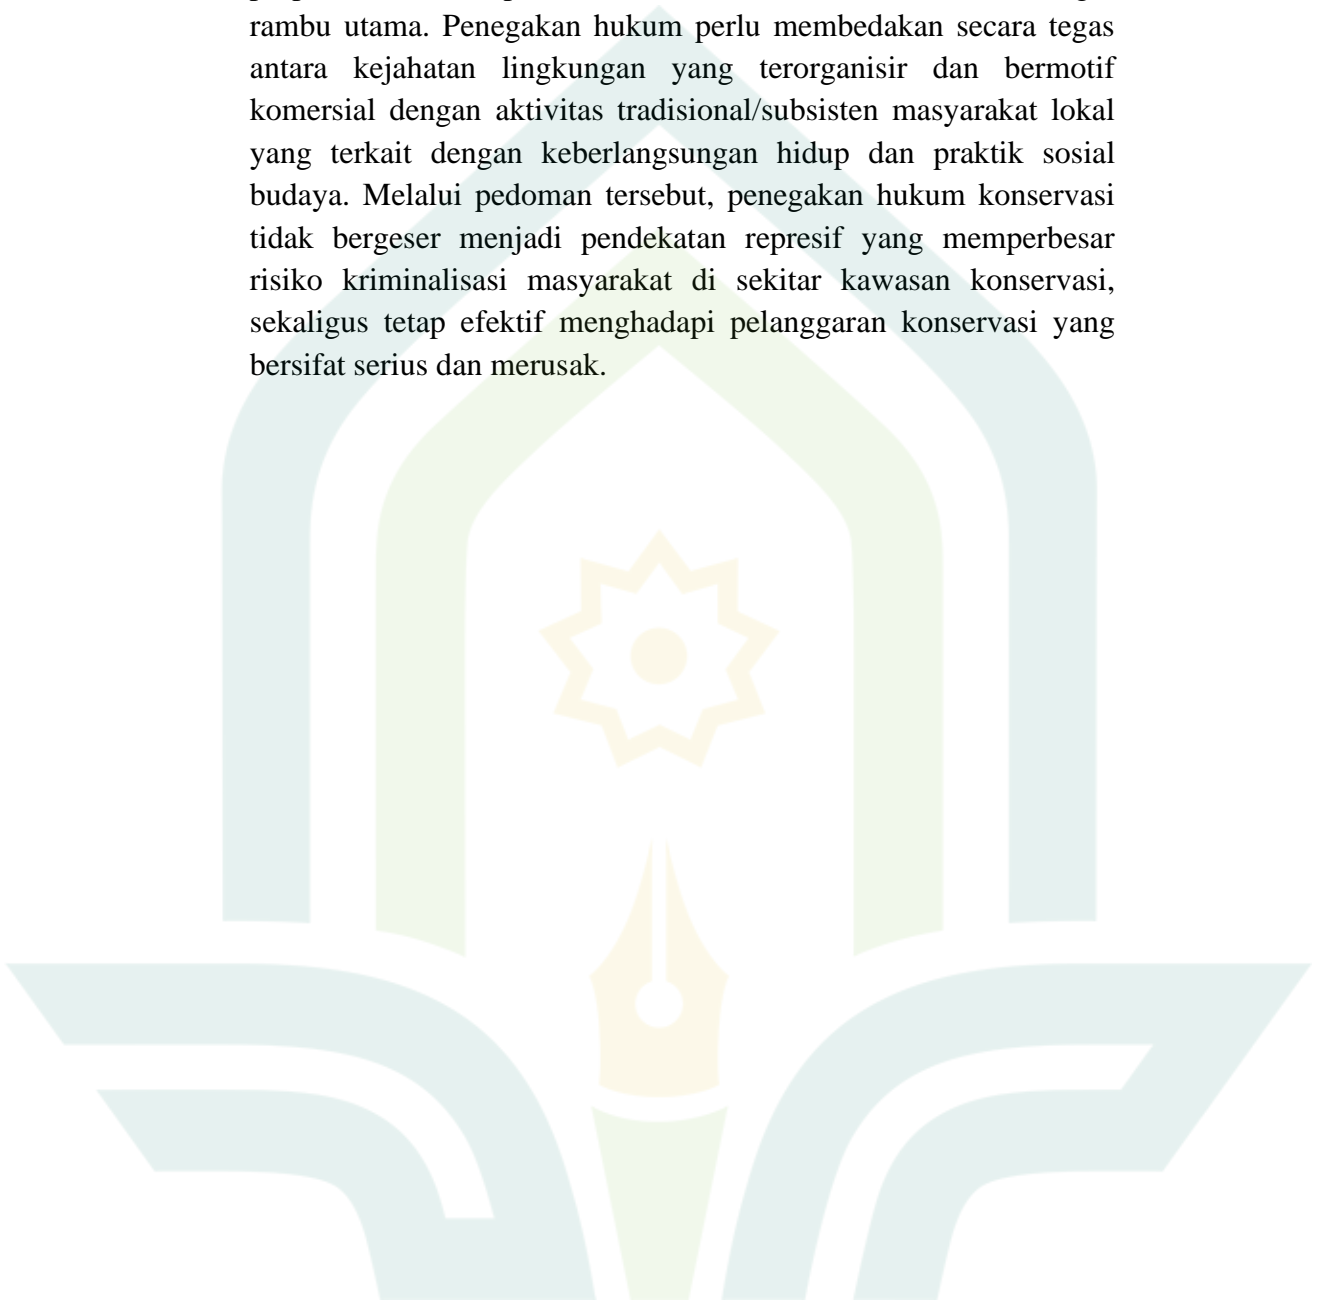 rambu utama. Penegakan hukum perlu membedakan secara tegas
antara kejahatan lingkungan yang terorganisir dan bermotif
komersial dengan aktivitas tradisional/subsisten masyarakat lokal
yang terkait dengan keberlangsungan hidup dan praktik sosial
budaya. Melalui pedoman tersebut, penegakan hukum konservasi
tidak bergeser menjadi pendekatan represif yang memperbesar
risiko kriminalisasi masyarakat di sekitar kawasan konservasi,
sekaligus tetap efektif menghadapi pelanggaran konservasi yang
bersifat serius dan merusak.